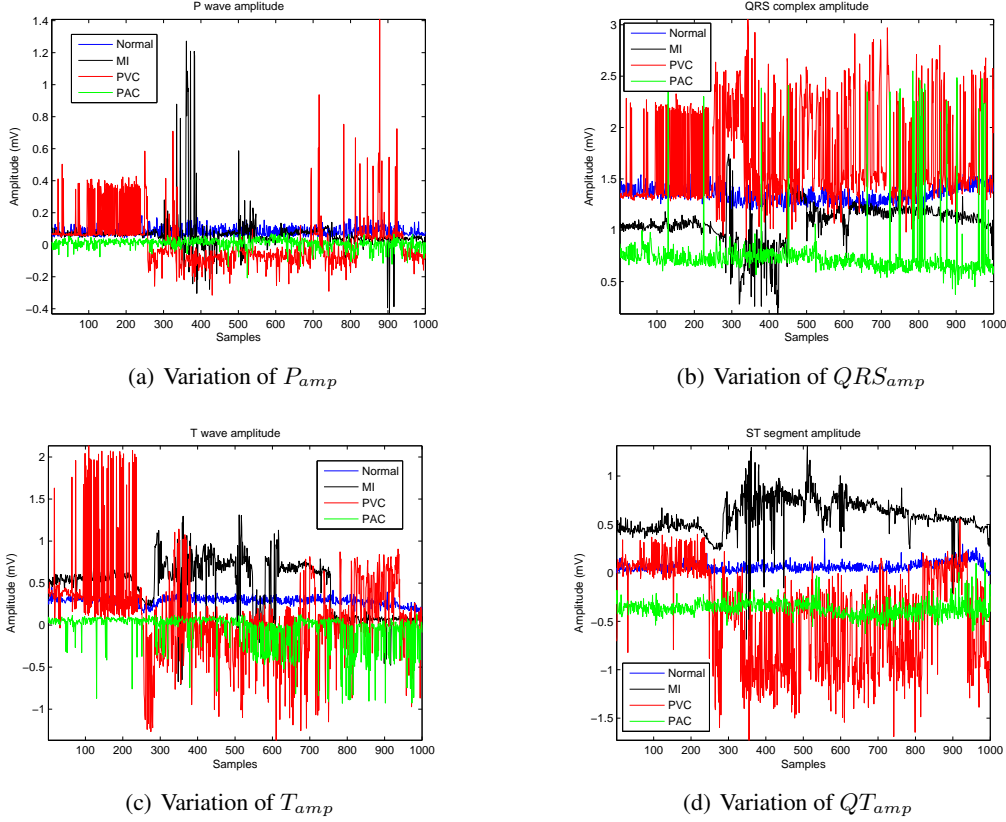 P wave amplitude
Amplitude (mV)
1.4
1.2
1
0.8
0.6
0.4
0.2
0
−0.2
−0.4
Normal
MI
PVC
PAC
100 200 300 400 500 600 700 800 900 1000
Samples
(a) Variation of P_amp
QRS complex amplitude
Amplitude (mV)
3
2.5
2
1.5
1
0.5
Normal
MI
PVC
PAC
100 200 300 400 500 600 700 800 900 1000
Samples
(b) Variation of QRS_amp
T wave amplitude
Amplitude (mV)
2
1.5
1
0.5
0
−0.5
−1
Normal
MI
PVC
PAC
100 200 300 400 500 600 700 800 900 1000
Samples
(c) Variation of T_amp
ST segment amplitude
Amplitude (mV)
1
0.5
0
−0.5
−1
−1.5
Normal
MI
PVC
PAC
100 200 300 400 500 600 700 800 900 1000
Samples
(d) Variation of QT_amp